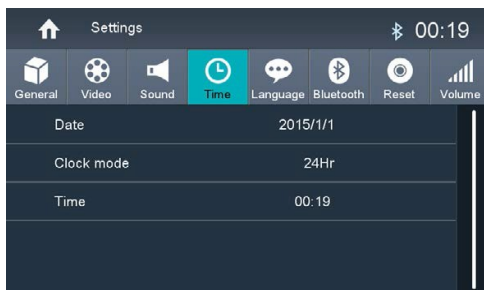 Settings 00:19
General Video Sound Time Language Bluetooth Reset Volume
Date 2015/1/1
Clock mode 24Hr
Time 00:19